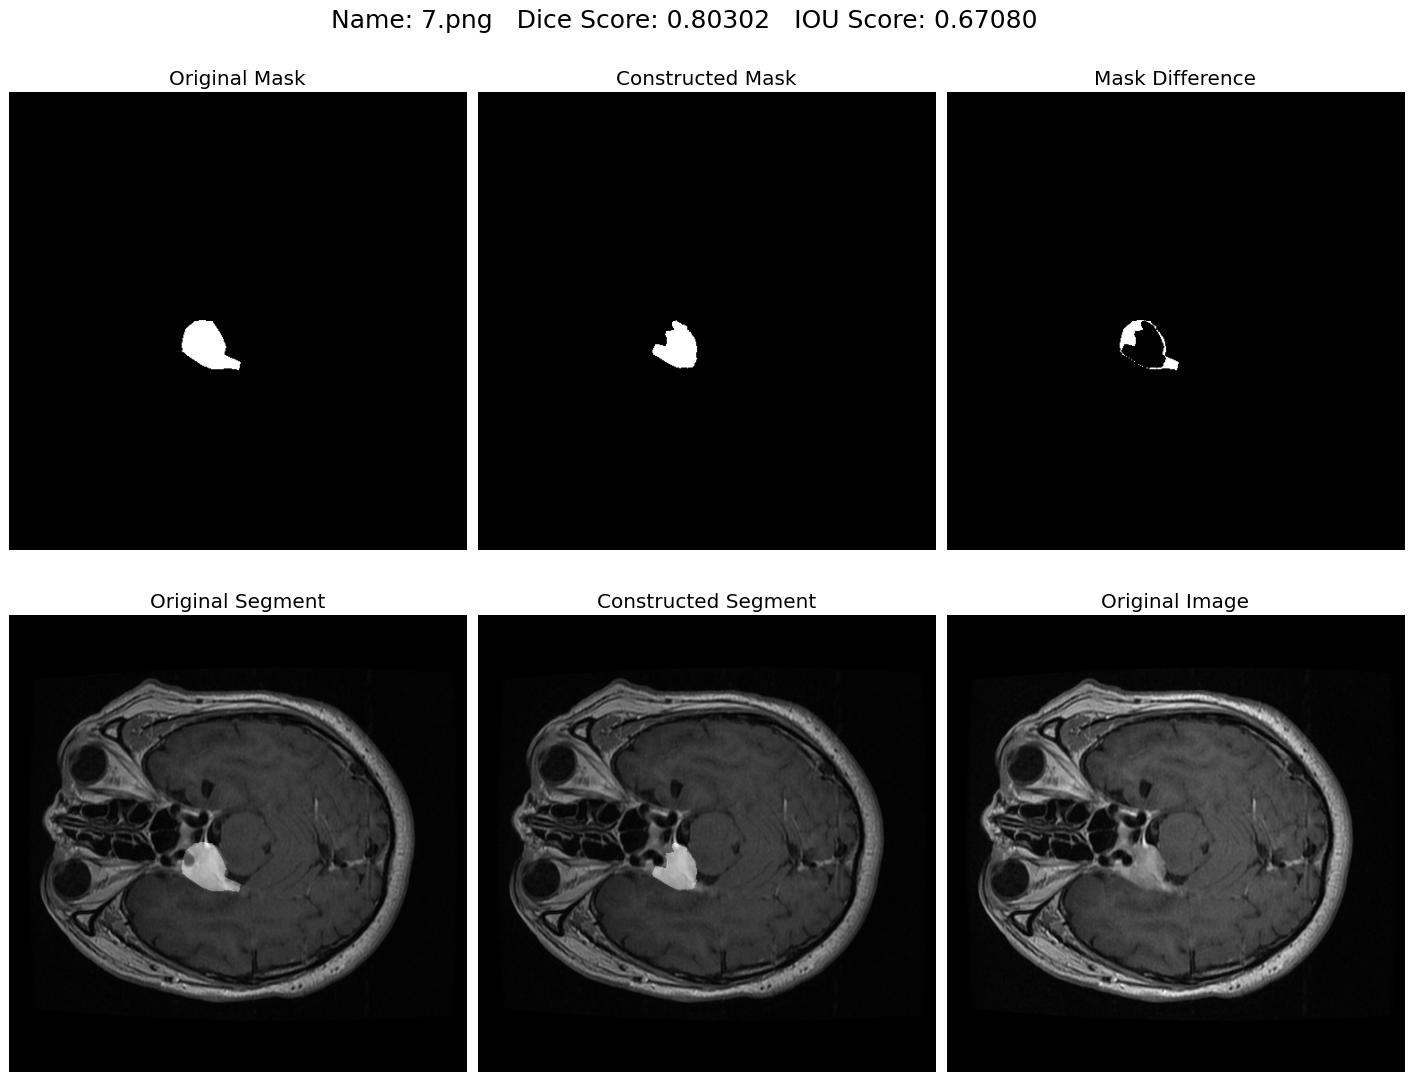 Name: 7.png   Dice Score: 0.80302   IOU Score: 0.67080
Original Mask
Constructed Mask
Mask Difference
Original Segment
Constructed Segment
Original Image